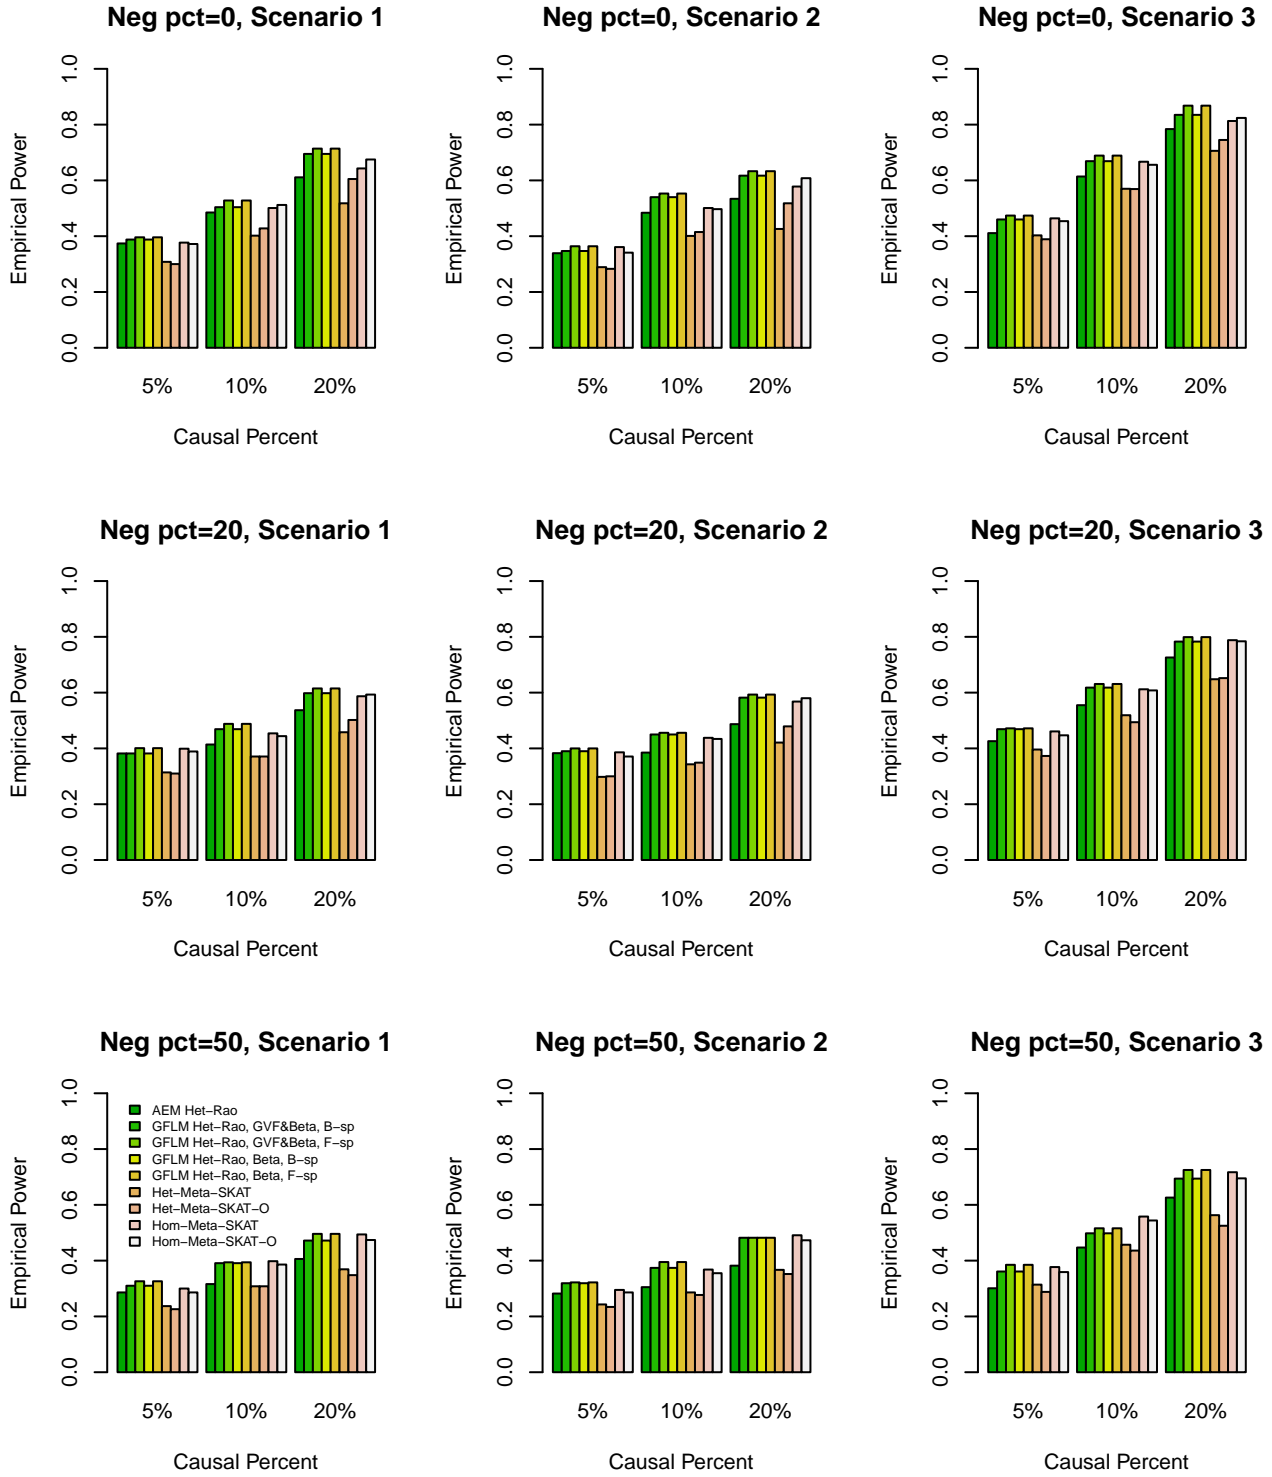 Neg pct=0, Scenario 1
Empirical Power
0.0 0.2 0.4 0.6 0.8 1.0
5% 10% 20%
Causal Percent
Neg pct=0, Scenario 2
Empirical Power
0.0 0.2 0.4 0.6 0.8 1.0
5% 10% 20%
Causal Percent
Neg pct=0, Scenario 3
Empirical Power
0.0 0.2 0.4 0.6 0.8 1.0
5% 10% 20%
Causal Percent
Neg pct=20, Scenario 1
Empirical Power
0.0 0.2 0.4 0.6 0.8 1.0
5% 10% 20%
Causal Percent
Neg pct=20, Scenario 2
Empirical Power
0.0 0.2 0.4 0.6 0.8 1.0
5% 10% 20%
Causal Percent
Neg pct=20, Scenario 3
Empirical Power
0.0 0.2 0.4 0.6 0.8 1.0
5% 10% 20%
Causal Percent
Neg pct=50, Scenario 1
Empirical Power
0.0 0.2 0.4 0.6 0.8 1.0
AEM Het−Rao
GFLM Het−Rao, GVF&Beta, B−sp
GFLM Het−Rao, GVF&Beta, F−sp
GFLM Het−Rao, Beta, B−sp
GFLM Het−Rao, Beta, F−sp
Het−Meta−SKAT
Het−Meta−SKAT−O
Hom−Meta−SKAT
Hom−Meta−SKAT−O
5% 10% 20%
Causal Percent
Neg pct=50, Scenario 2
Empirical Power
0.0 0.2 0.4 0.6 0.8 1.0
5% 10% 20%
Causal Percent
Neg pct=50, Scenario 3
Empirical Power
0.0 0.2 0.4 0.6 0.8 1.0
5% 10% 20%
Causal Percent